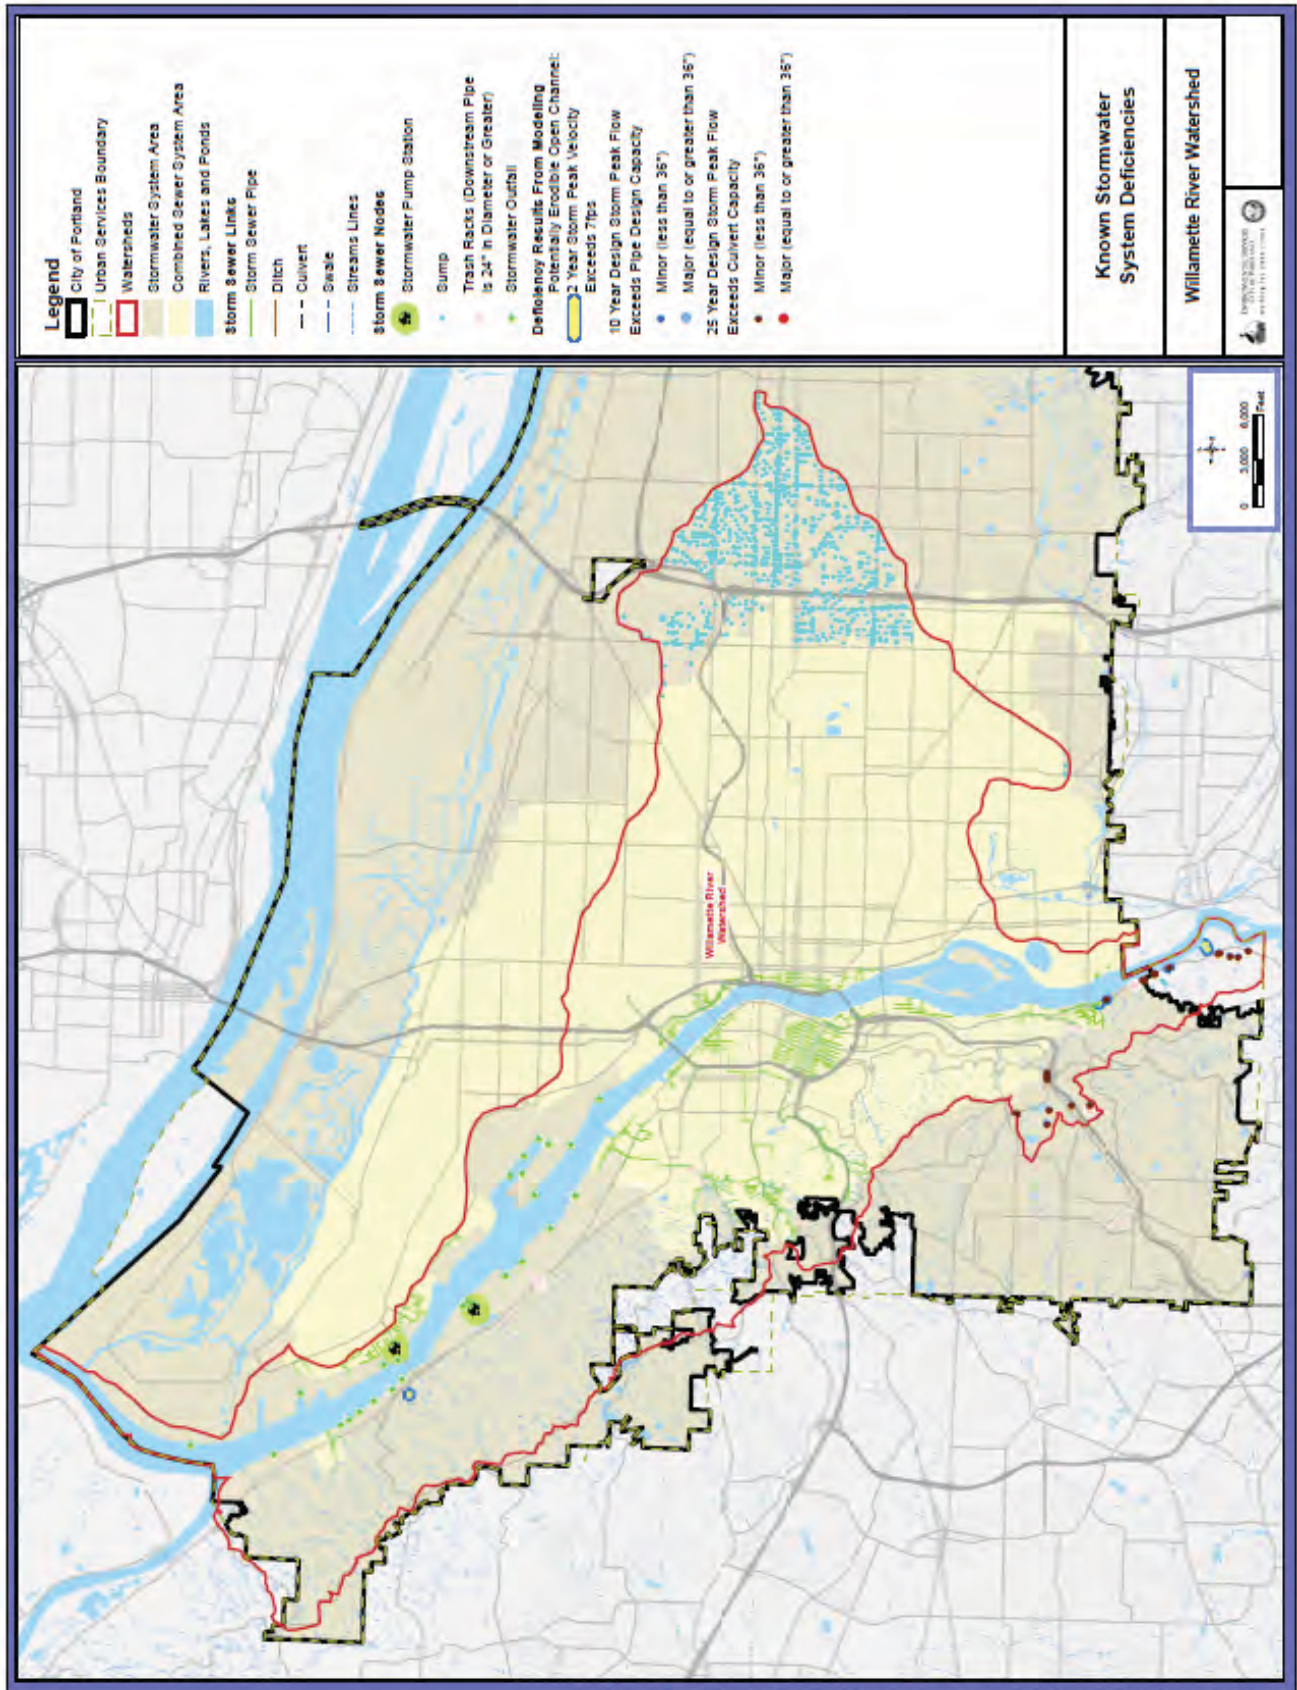 Legend
City of Portland
Urban Services Boundary
Watersheds
Stormwater System Area
Combined Sewer System Area
Rivers, Lakes and Ponds
Storm Sewer Links
Storm Sewer Pipe
Ditch
Culvert
Swale
Streams Lines
Storm Sewer Nodes
Stormwater Pump Station
Sump
Trash Racks (Downstream Pipe
is 24" in Diameter or Greater)
Stormwater Outfall
Deficiency Results From Modeling
Potentially Erodible Open Channel:
2 Year Storm Peak Velocity
Exceeds 7fps
10 Year Design Storm Peak Flow
Exceeds Pipe Design Capacity
Minor (less than 36")
Major (equal to or greater than 36")
25 Year Design Storm Peak Flow
Exceeds Culvert Capacity
Minor (less than 36")
Major (equal to or greater than 36")
Known Stormwater
System Deficiencies
Willamette River Watershed
Willamette River
Watershed
0 3,000 6,000
Feet